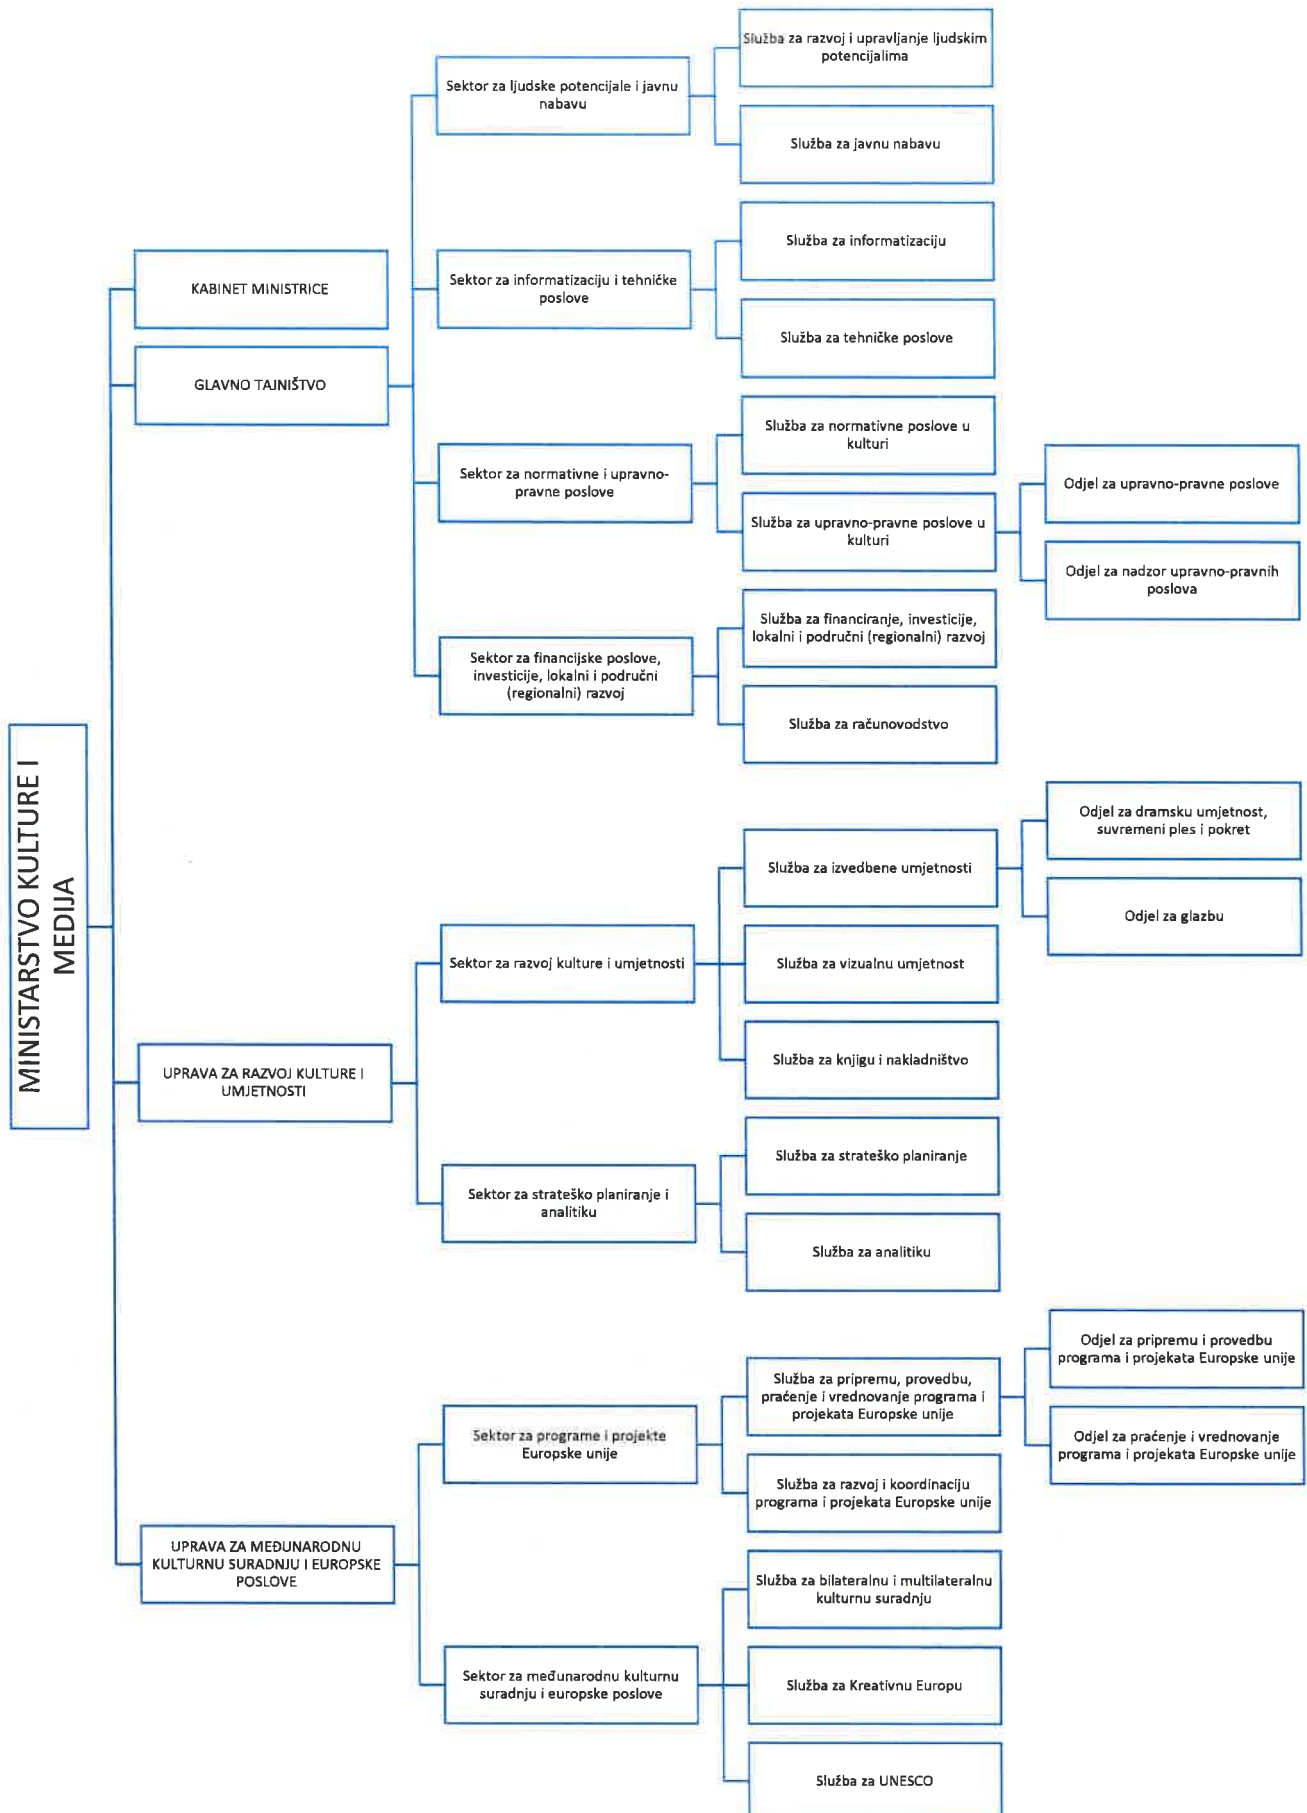 MINISTARSTVO KULTURE I
MEDIJA
KABINET MINISTRICE
GLAVNO TAJNIŠTVO
Sektor za ljudske potencijale i javnu
nabavu
Služba za razvoj i upravljanje ljudskim
potencijalima
Služba za javnu nabavu
Sektor za informatizaciju i tehničke
poslove
Služba za informatizaciju
Služba za tehničke poslove
Sektor za normativne i upravno-
pravne poslove
Služba za normativne poslove u
kulturi
Služba za upravno-pravne poslove u
kulturi
Odjel za upravno-pravne poslove
Odjel za nadzor upravno-pravnih
poslova
Sektor za financijske poslove,
investicije, lokalni i područni
(regionalni) razvoj
Služba za financiranje, investicije,
lokalni i područni (regionalni) razvoj
Služba za računovodstvo
UPRAVA ZA RAZVOJ KULTURE I
UMJETNOSTI
Sektor za razvoj kulture i umjetnosti
Služba za izvedbene umjetnosti
Odjel za dramsku umjetnost,
suvremeni ples i pokret
Odjel za glazbu
Služba za vizualnu umjetnost
Služba za knjigu i nakladništvo
Sektor za strateško planiranje i
analitiku
Služba za strateško planiranje
Služba za analitiku
UPRAVA ZA MEĐUNARODNU
KULTURNU SURADNJU I EUROPSKE
POSLOVE
Sektor za programe i projekte
Europske unije
Služba za pripremu, provedbu,
praćenje i vrednovanje programa i
projekata Europske unije
Odjel za pripremu i provedbu
programa i projekata Europske unije
Odjel za praćenje i vrednovanje
programa i projekata Europske unije
Služba za razvoj i koordinaciju
programa i projekata Europske unije
Sektor za međunarodnu kulturnu
suradnju i europske poslove
Služba za bilateralnu i multilateralnu
kulturnu suradnju
Služba za Kreativnu Europu
Služba za UNESCO